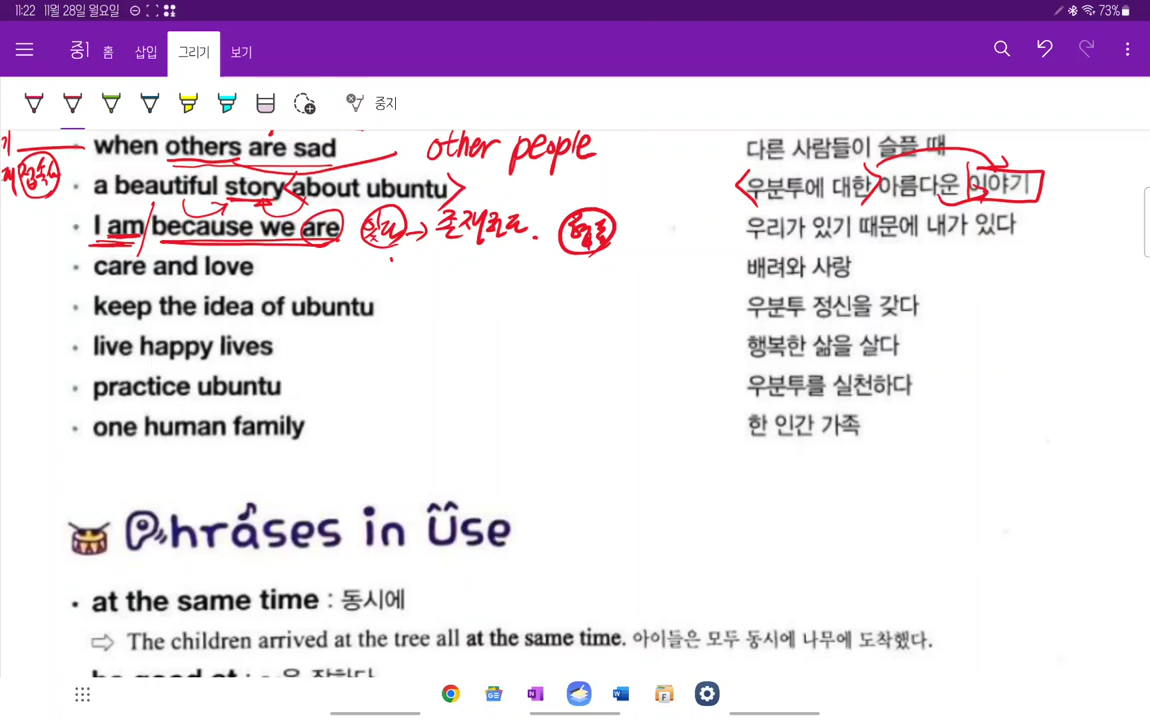 11:22 11월 28일 월요일 73%
중1 홈 삽입 그리기 보기
중지
when others are sad other people 다른 사람들이 슬플 때
접속사
a beautiful story about ubuntu 우분투에 대한 아름다운 이야기
I am because we are 있다 → 존재한다. 우리가 있기 때문에 내가 있다
care and love 배려와 사랑
keep the idea of ubuntu 우분투 정신을 갖다
live happy lives 행복한 삶을 살다
practice ubuntu 우분투를 실천하다
one human family 한 인간 가족
Phrases in Use
• at the same time : 동시에
⇨ The children arrived at the tree all at the same time. 아이들은 모두 동시에 나무에 도착했다.